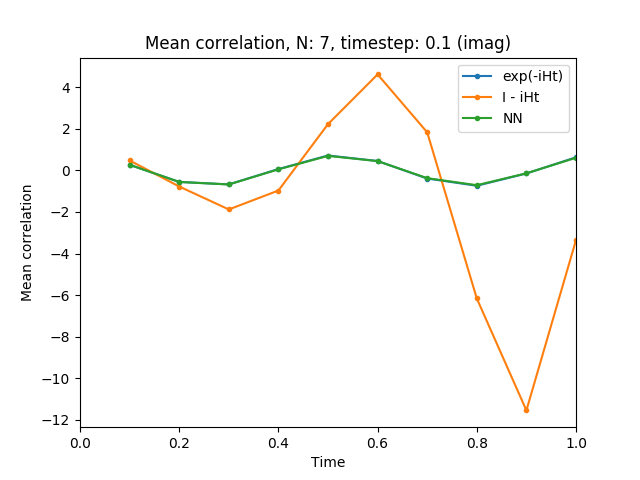 Mean correlation, N: 7, timestep: 0.1 (imag)
exp(-iHt)
I - iHt
NN
Mean correlation
4
2
0
−2
−4
−6
−8
−10
−12
0.0 0.2 0.4 0.6 0.8 1.0
Time